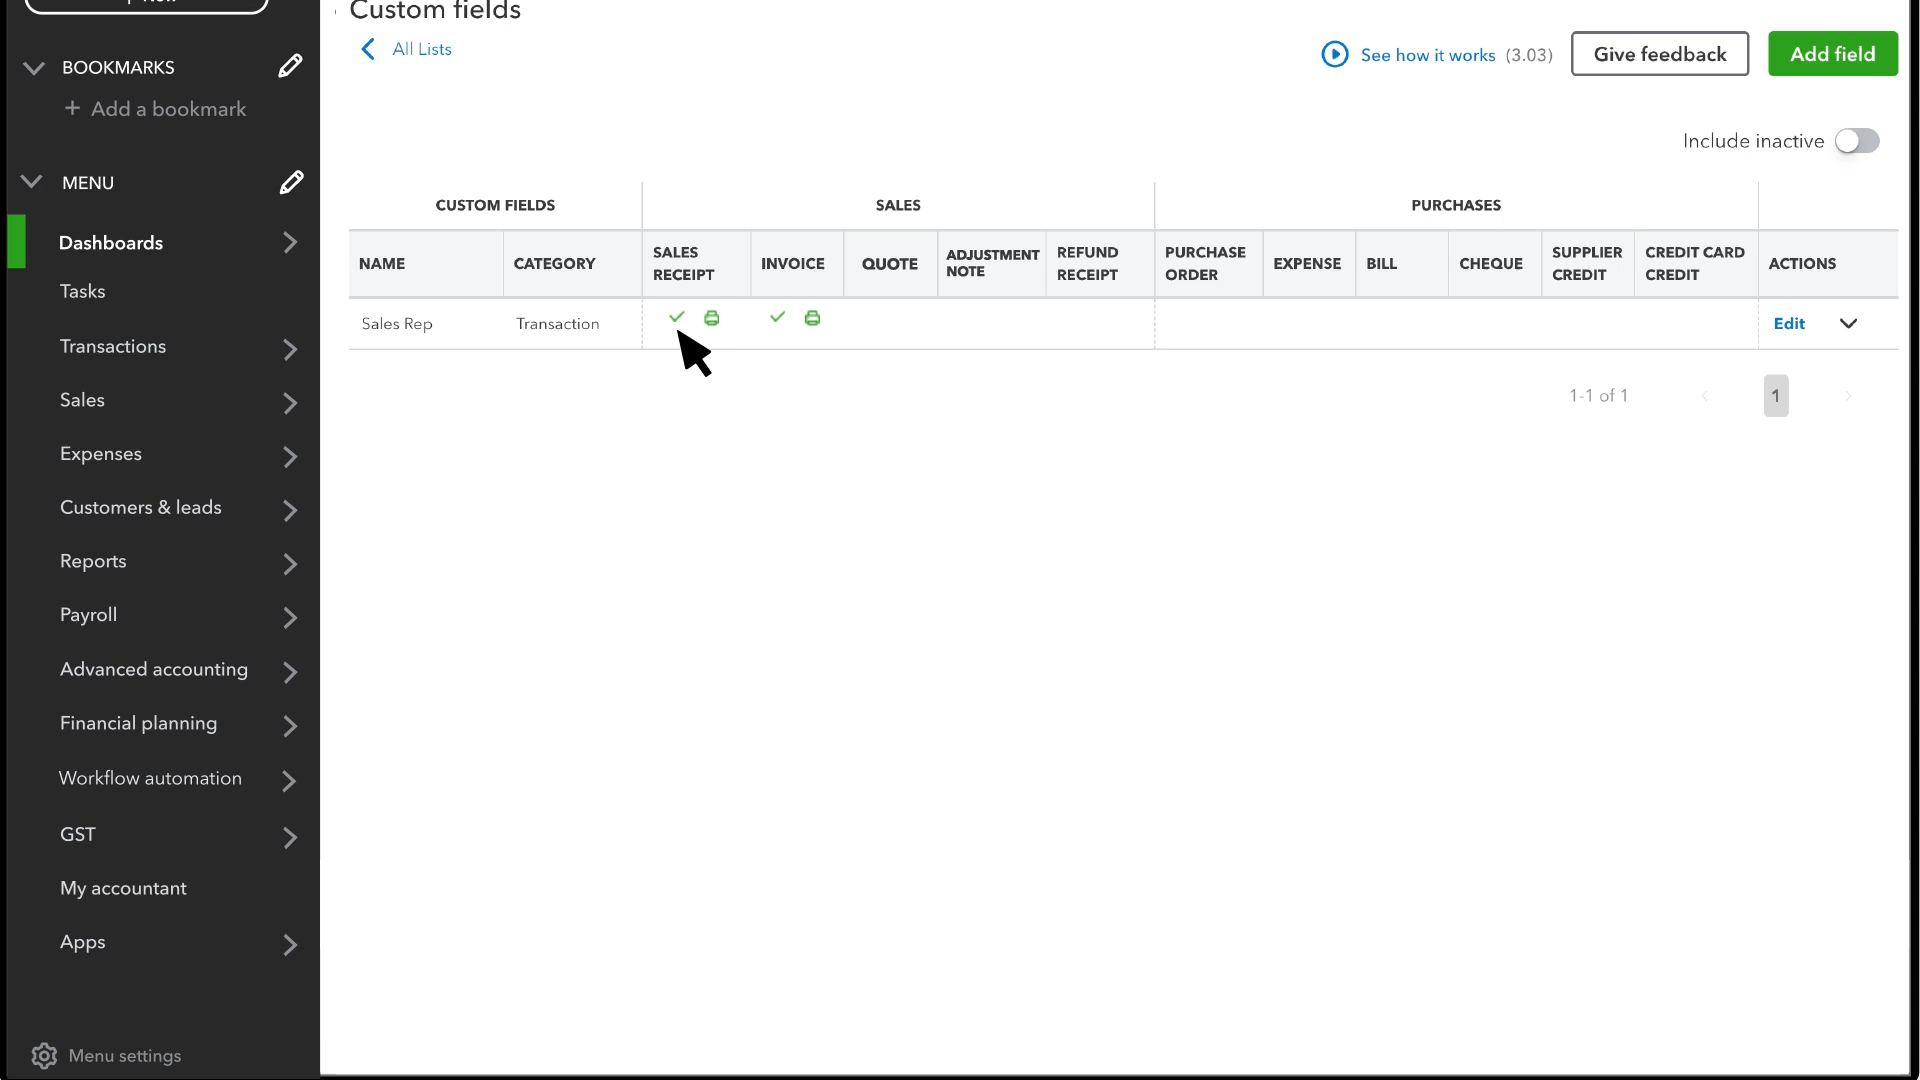 Custom fields
All Lists
See how it works (3.03)
Give feedback
Add field
Include inactive
BOOKMARKS
+ Add a bookmark
MENU
Dashboards
Tasks
Transactions
Sales
Expenses
Customers & leads
Reports
Payroll
Advanced accounting
Financial planning
Workflow automation
GST
My accountant
Apps
Menu settings
CUSTOM FIELDS SALES PURCHASES
NAME
CATEGORY
SALES
RECEIPT
INVOICE
QUOTE
ADJUSTMENT
NOTE
REFUND
RECEIPT
PURCHASE
ORDER
EXPENSE
BILL
CHEQUE
SUPPLIER
CREDIT
CREDIT CARD
CREDIT
ACTIONS
Sales Rep Transaction Edit
1-1 of 1 1